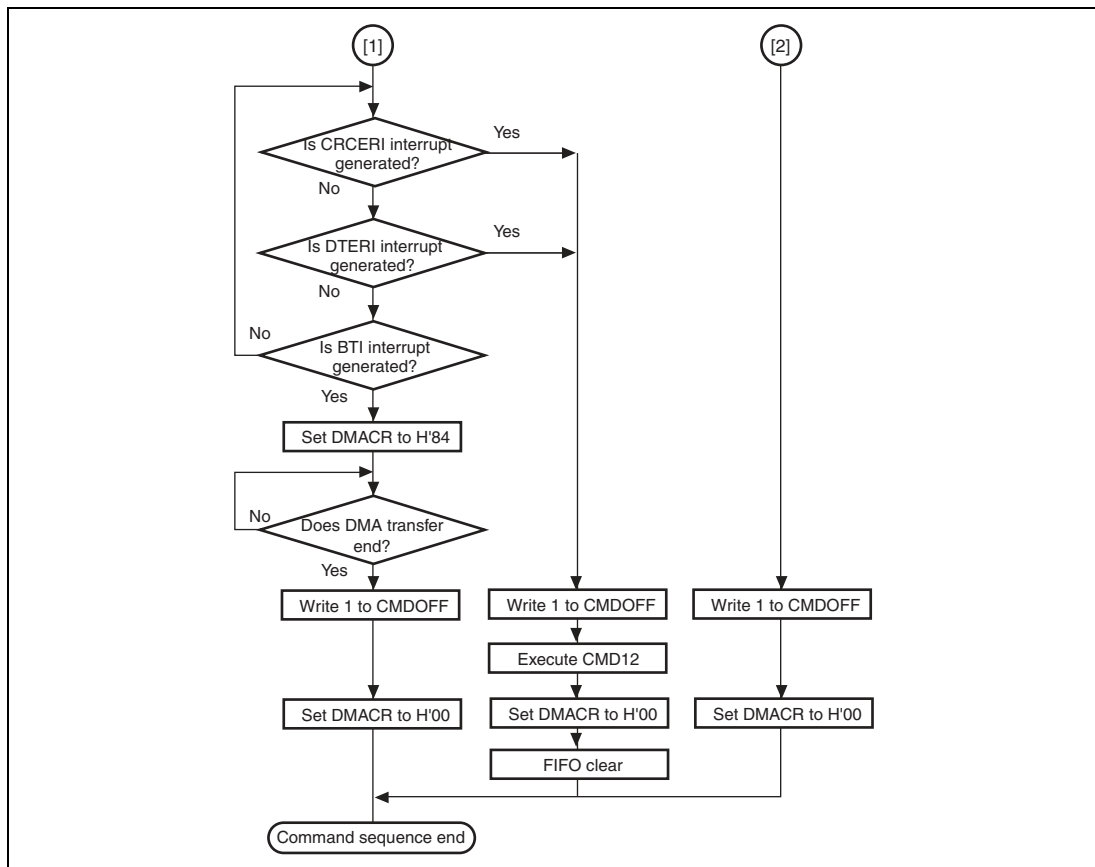 [1]
[2]
Is CRCERI interrupt
generated?
Yes
No
Is DTERI interrupt
generated?
Yes
No
Is BTI interrupt
generated?
No
Yes
Set DMACR to H'84
Does DMA transfer
end?
No
Yes
Write 1 to CMDOFF
Write 1 to CMDOFF
Write 1 to CMDOFF
Execute CMD12
Set DMACR to H'00
Set DMACR to H'00
Set DMACR to H'00
FIFO clear
Command sequence end